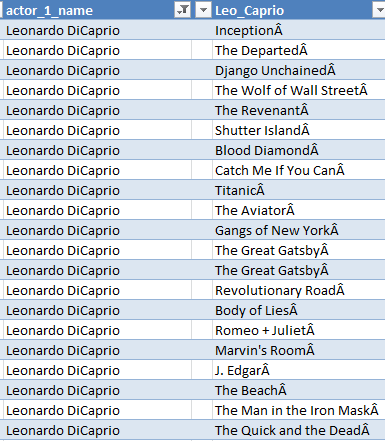 actor_1_name Leo_Caprio
Leonardo DiCaprio InceptionÂ
Leonardo DiCaprio The DepartedÂ
Leonardo DiCaprio Django UnchainedÂ
Leonardo DiCaprio The Wolf of Wall StreetÂ
Leonardo DiCaprio The RevenantÂ
Leonardo DiCaprio Shutter IslandÂ
Leonardo DiCaprio Blood DiamondÂ
Leonardo DiCaprio Catch Me If You CanÂ
Leonardo DiCaprio TitanicÂ
Leonardo DiCaprio The AviatorÂ
Leonardo DiCaprio Gangs of New YorkÂ
Leonardo DiCaprio The Great GatsbyÂ
Leonardo DiCaprio The Great GatsbyÂ
Leonardo DiCaprio Revolutionary RoadÂ
Leonardo DiCaprio Body of LiesÂ
Leonardo DiCaprio Romeo + JulietÂ
Leonardo DiCaprio Marvin's RoomÂ
Leonardo DiCaprio J. EdgarÂ
Leonardo DiCaprio The BeachÂ
Leonardo DiCaprio The Man in the Iron MaskÂ
Leonardo DiCaprio The Quick and the DeadÂ